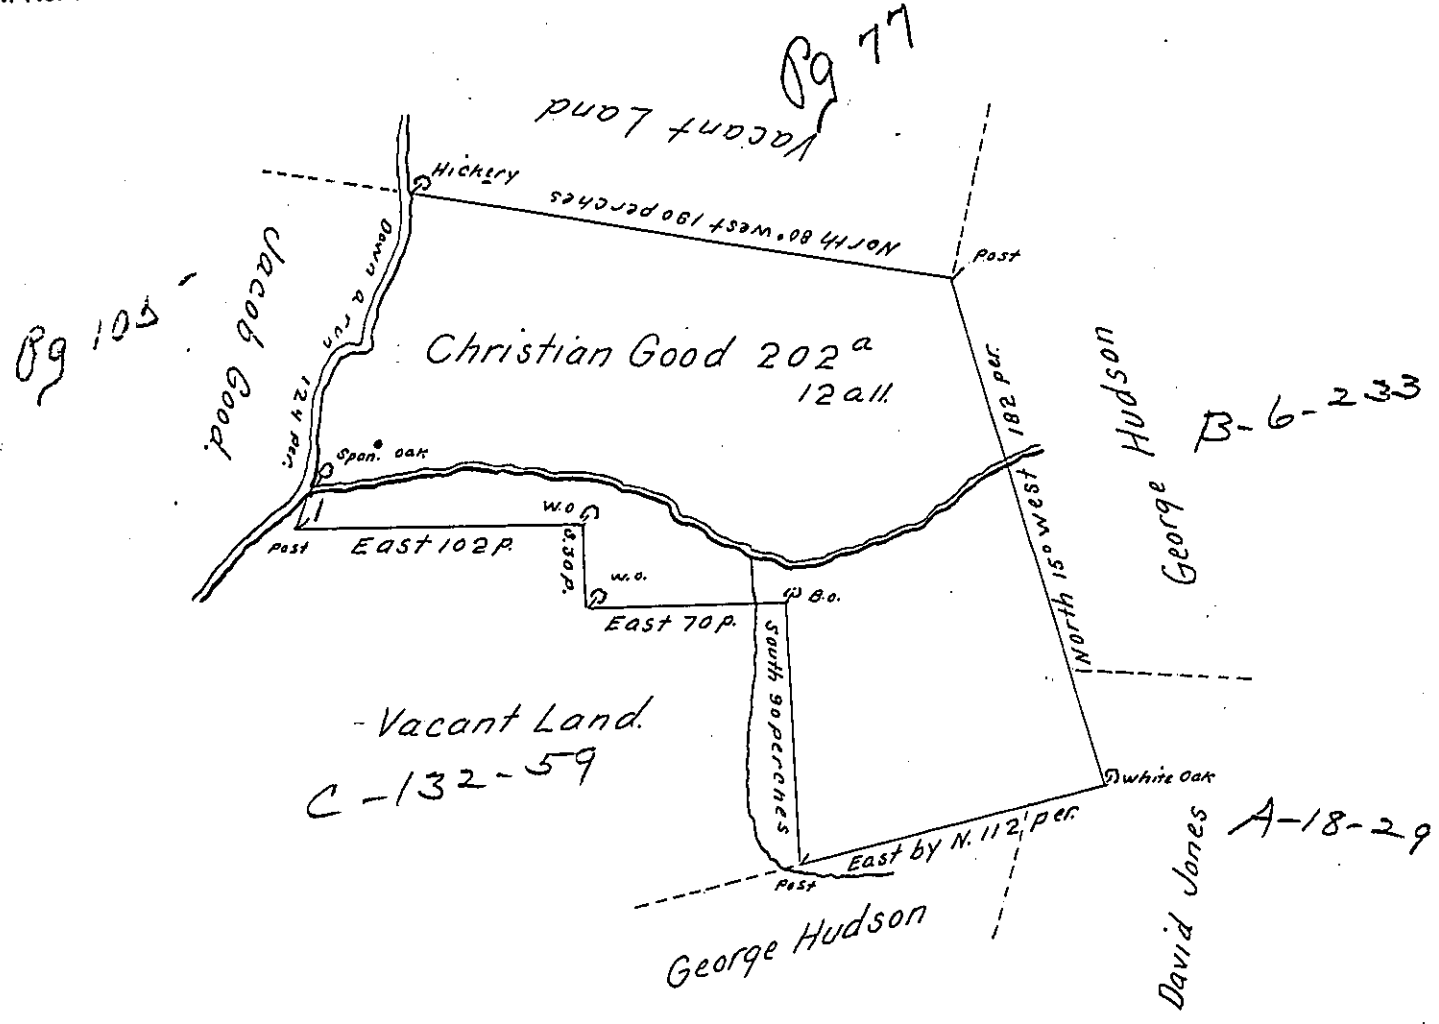 Pg 77
Vacant Land
Hickery
North 80° west 190 perches
Post
Down a run 124 per.
Jacob Good.
Pg 105
Christian Good 202 a
12 all.
182 per.
North 15° west
George Hudson
B-6-233
Span. Oak
Post
East 102 P.
W.O
S.30 p.
W.O.
East 70 P.
B.O.
South 90 perches
- Vacant Land.
C-132-59
White Oak
East by N. 112 per.
Post
George Hudson
David Jones
A-18-29